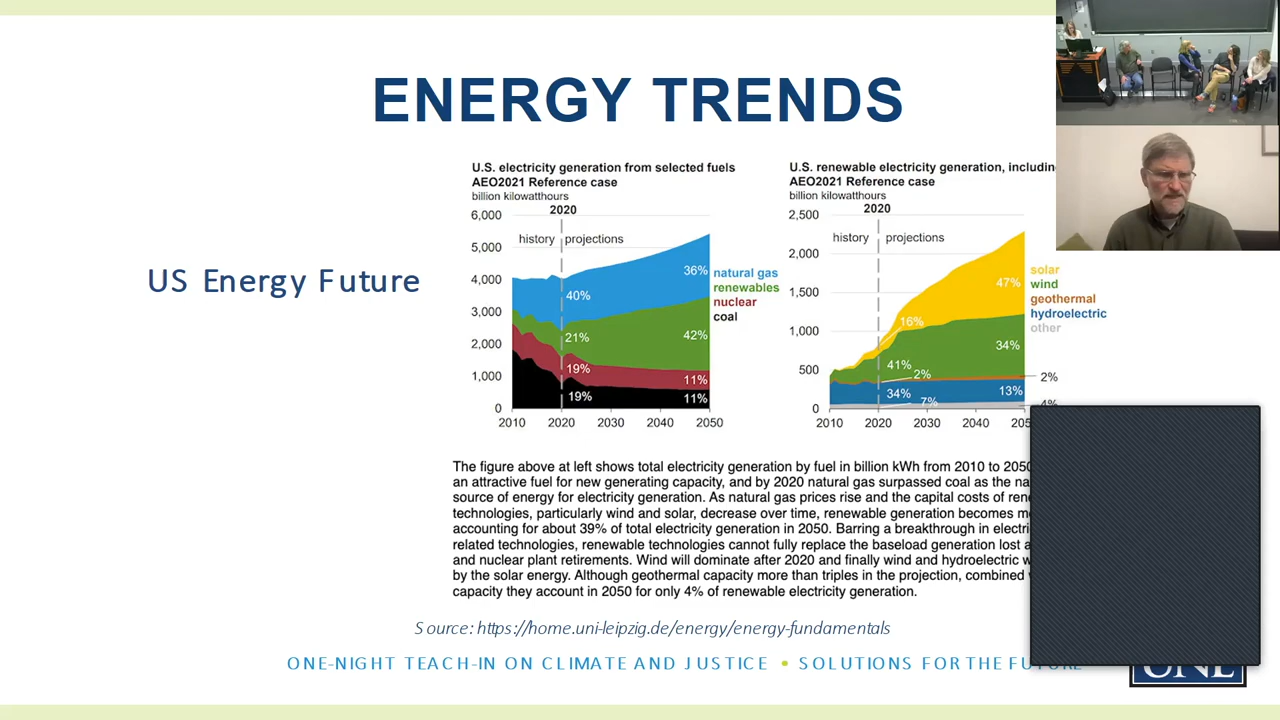 ENERGY TRENDS
US Energy Future
U.S. electricity generation from selected fuels
AEO2021 Reference case
billion kilowatthours
2020
6,000
history
projections
5,000
4,000
3,000
2,000
1,000
0
36%
40%
42%
21%
19%
11%
19%
11%
natural gas
renewables
nuclear
coal
2010 2020 2030 2040 2050
U.S. renewable electricity generation, includin
AEO2021 Reference case
billion kilowatthours
2020
2,500
history
projections
2,000
1,500
1,000
500
0
47%
16%
34%
41%
2%
34%
7%
13%
2%
4%
solar
wind
geothermal
hydroelectric
other
2010 2020 2030 2040 205
The figure above at left shows total electricity generation by fuel in billion kWh from 2010 to 2050
an attractive fuel for new generating capacity, and by 2020 natural gas surpassed coal as the na
source of energy for electricity generation. As natural gas prices rise and the capital costs of ren
technologies, particularly wind and solar, decrease over time, renewable generation becomes m
accounting for about 39% of total electricity generation in 2050. Barring a breakthrough in electri
related technologies, renewable technologies cannot fully replace the baseload generation lost a
and nuclear plant retirements. Wind will dominate after 2020 and finally wind and hydroelectric w
by the solar energy. Although geothermal capacity more than triples in the projection, combined
capacity they account in 2050 for only 4% of renewable electricity generation.
Source: https://home.uni-leipzig.de/energy/energy-fundamentals
ONE-NIGHT TEACH-IN ON CLIMATE AND JUSTICE • SOLUTIONS FOR THE FUTURE